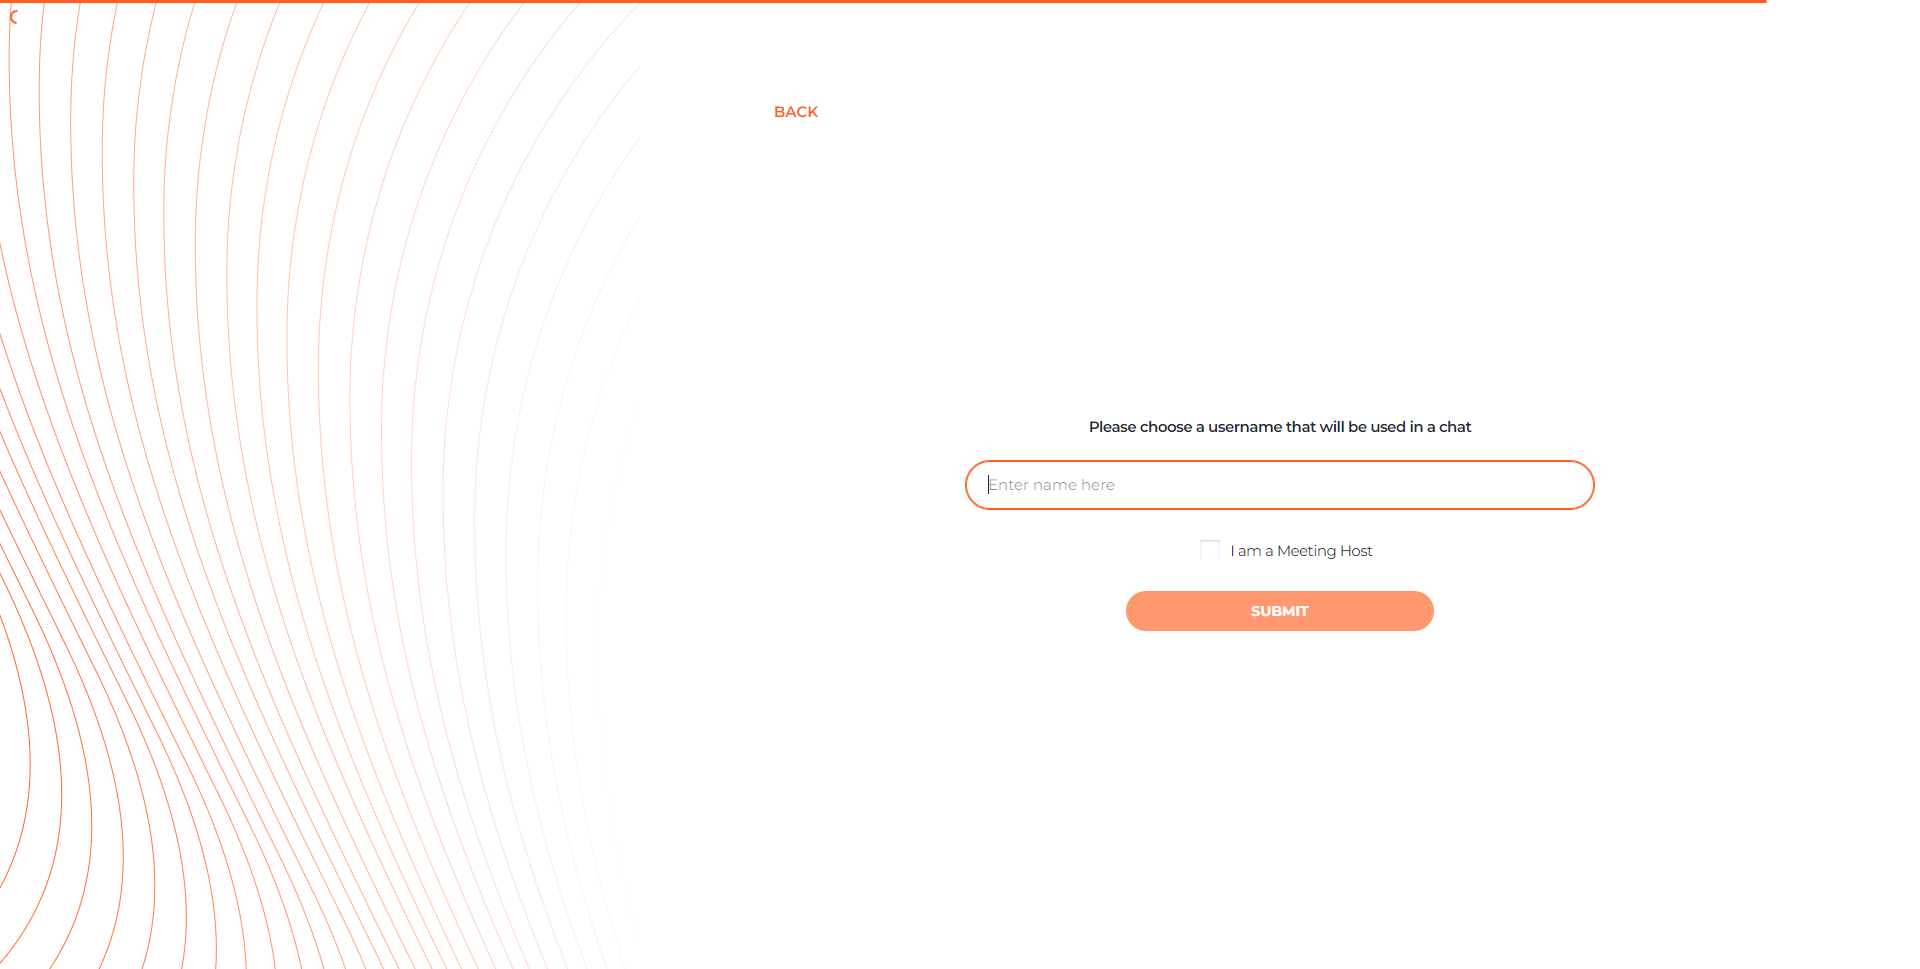 BACK
Please choose a username that will be used in a chat
Enter name here
I am a Meeting Host
SUBMIT